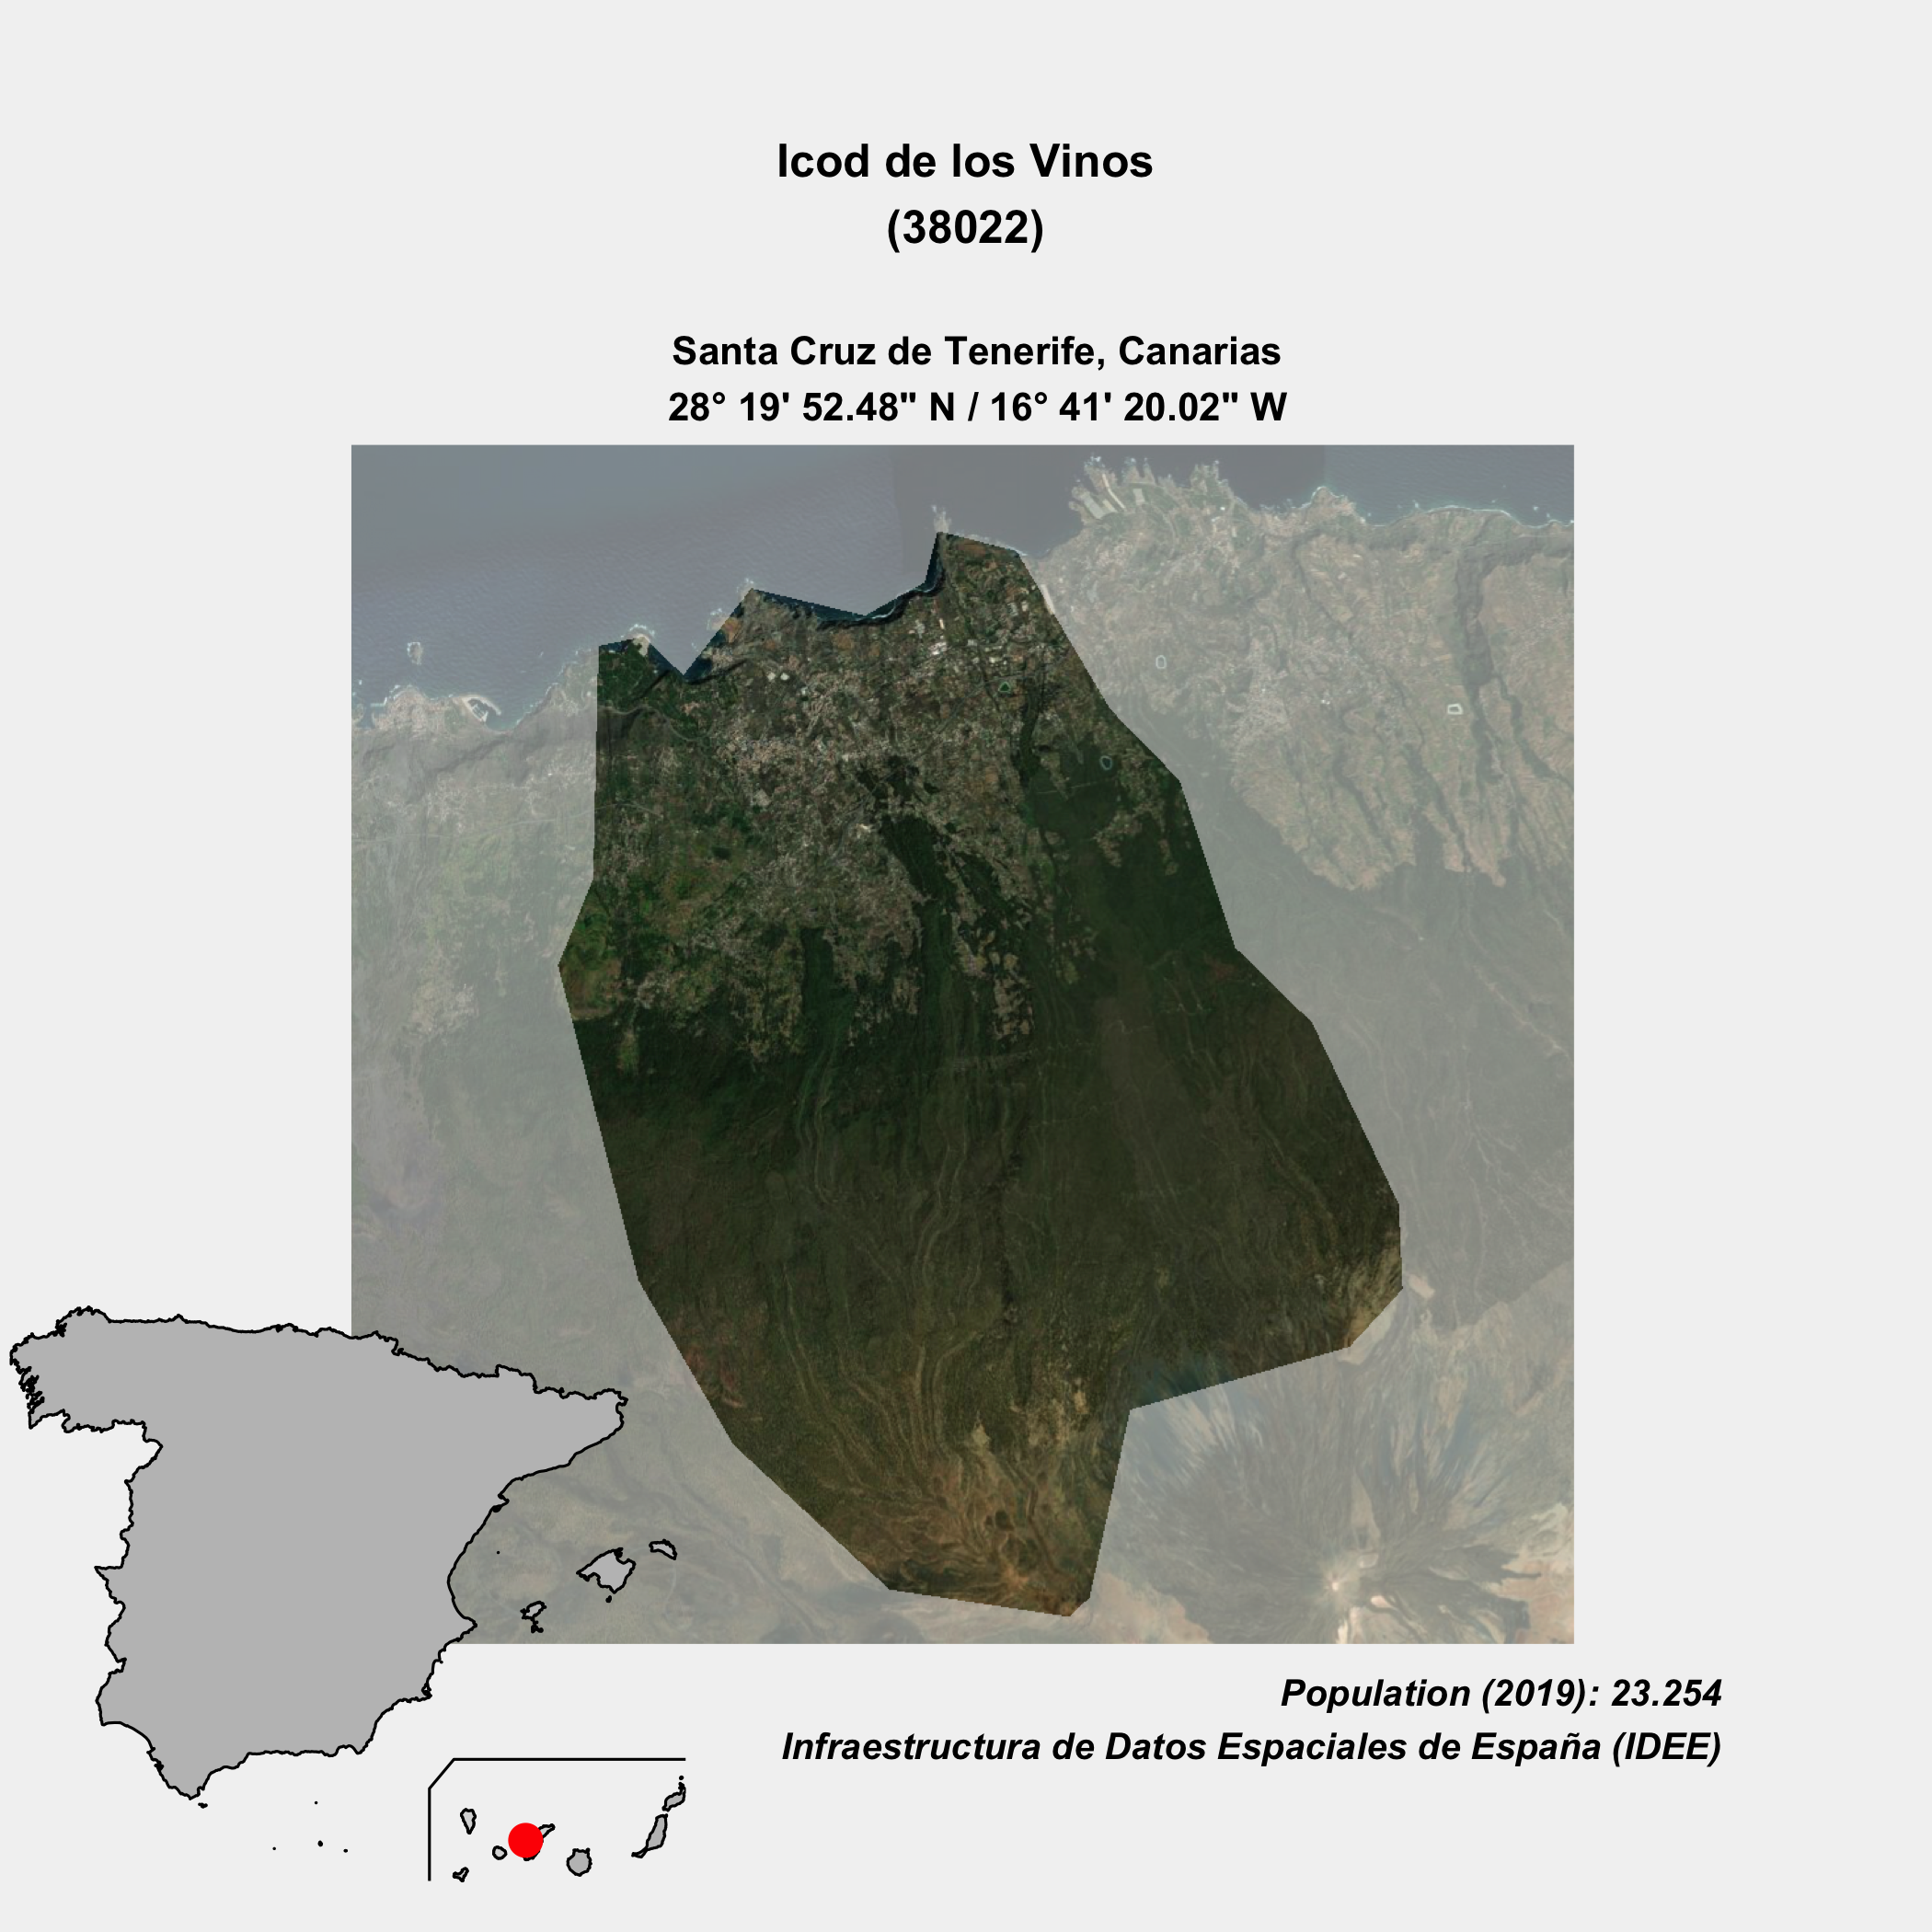 Icod de los Vinos
(38022)
Santa Cruz de Tenerife, Canarias
28° 19' 52.48" N / 16° 41' 20.02" W
Population (2019): 23.254
Infraestructura de Datos Espaciales de España (IDEE)